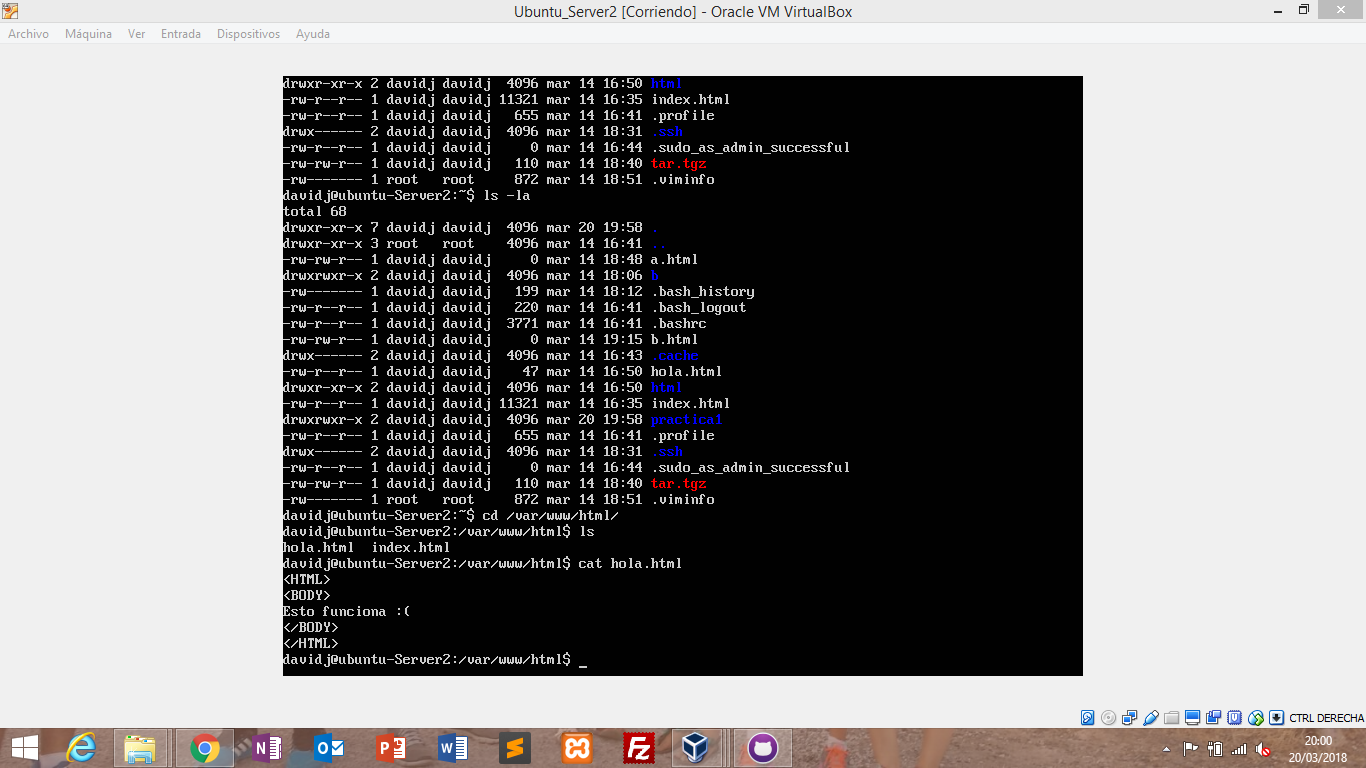 Ubuntu_Server2 [Corriendo] - Oracle VM VirtualBox
Archivo Máquina Ver Entrada Dispositivos Ayuda
drwxr-xr-x 2 davidj davidj  4096 mar 14 16:50 html
-rw-r--r-- 1 davidj davidj 11321 mar 14 16:35 index.html
-rw-r--r-- 1 davidj davidj   655 mar 14 16:41 .profile
drwx------ 2 davidj davidj  4096 mar 14 18:31 .ssh
-rw-r--r-- 1 davidj davidj     0 mar 14 16:44 .sudo_as_admin_successful
-rw-rw-r-- 1 davidj davidj   110 mar 14 18:40 tar.tgz
-rw------- 1 root   root     872 mar 14 18:51 .viminfo
davidj@ubuntu-Server2:~$ ls -la
total 68
drwxr-xr-x 7 davidj davidj  4096 mar 20 19:58 .
drwxr-xr-x 3 root   root    4096 mar 14 16:41 ..
-rw-rw-r-- 1 davidj davidj     0 mar 14 18:48 a.html
drwxrwxr-x 2 davidj davidj  4096 mar 14 18:06 b
-rw------- 1 davidj davidj   199 mar 14 18:12 .bash_history
-rw-r--r-- 1 davidj davidj   220 mar 14 16:41 .bash_logout
-rw-r--r-- 1 davidj davidj  3771 mar 14 16:41 .bashrc
-rw-rw-r-- 1 davidj davidj     0 mar 14 19:15 b.html
drwx------ 2 davidj davidj  4096 mar 14 16:43 .cache
-rw-r--r-- 1 davidj davidj    47 mar 14 16:50 hola.html
drwxr-xr-x 2 davidj davidj  4096 mar 14 16:50 html
-rw-r--r-- 1 davidj davidj 11321 mar 14 16:35 index.html
drwxrwxr-x 2 davidj davidj  4096 mar 20 19:58 practica1
-rw-r--r-- 1 davidj davidj   655 mar 14 16:41 .profile
drwx------ 2 davidj davidj  4096 mar 14 18:31 .ssh
-rw-r--r-- 1 davidj davidj     0 mar 14 16:44 .sudo_as_admin_successful
-rw-rw-r-- 1 davidj davidj   110 mar 14 18:40 tar.tgz
-rw------- 1 root   root     872 mar 14 18:51 .viminfo
davidj@ubuntu-Server2:~$ cd /var/www/html/
davidj@ubuntu-Server2:/var/www/html$ ls
hola.html  index.html
davidj@ubuntu-Server2:/var/www/html$ cat hola.html
<HTML>
<BODY>
Esto funciona :(
</BODY>
</HTML>
davidj@ubuntu-Server2:/var/www/html$ _
CTRL DERECHA
20:00
20/03/2018